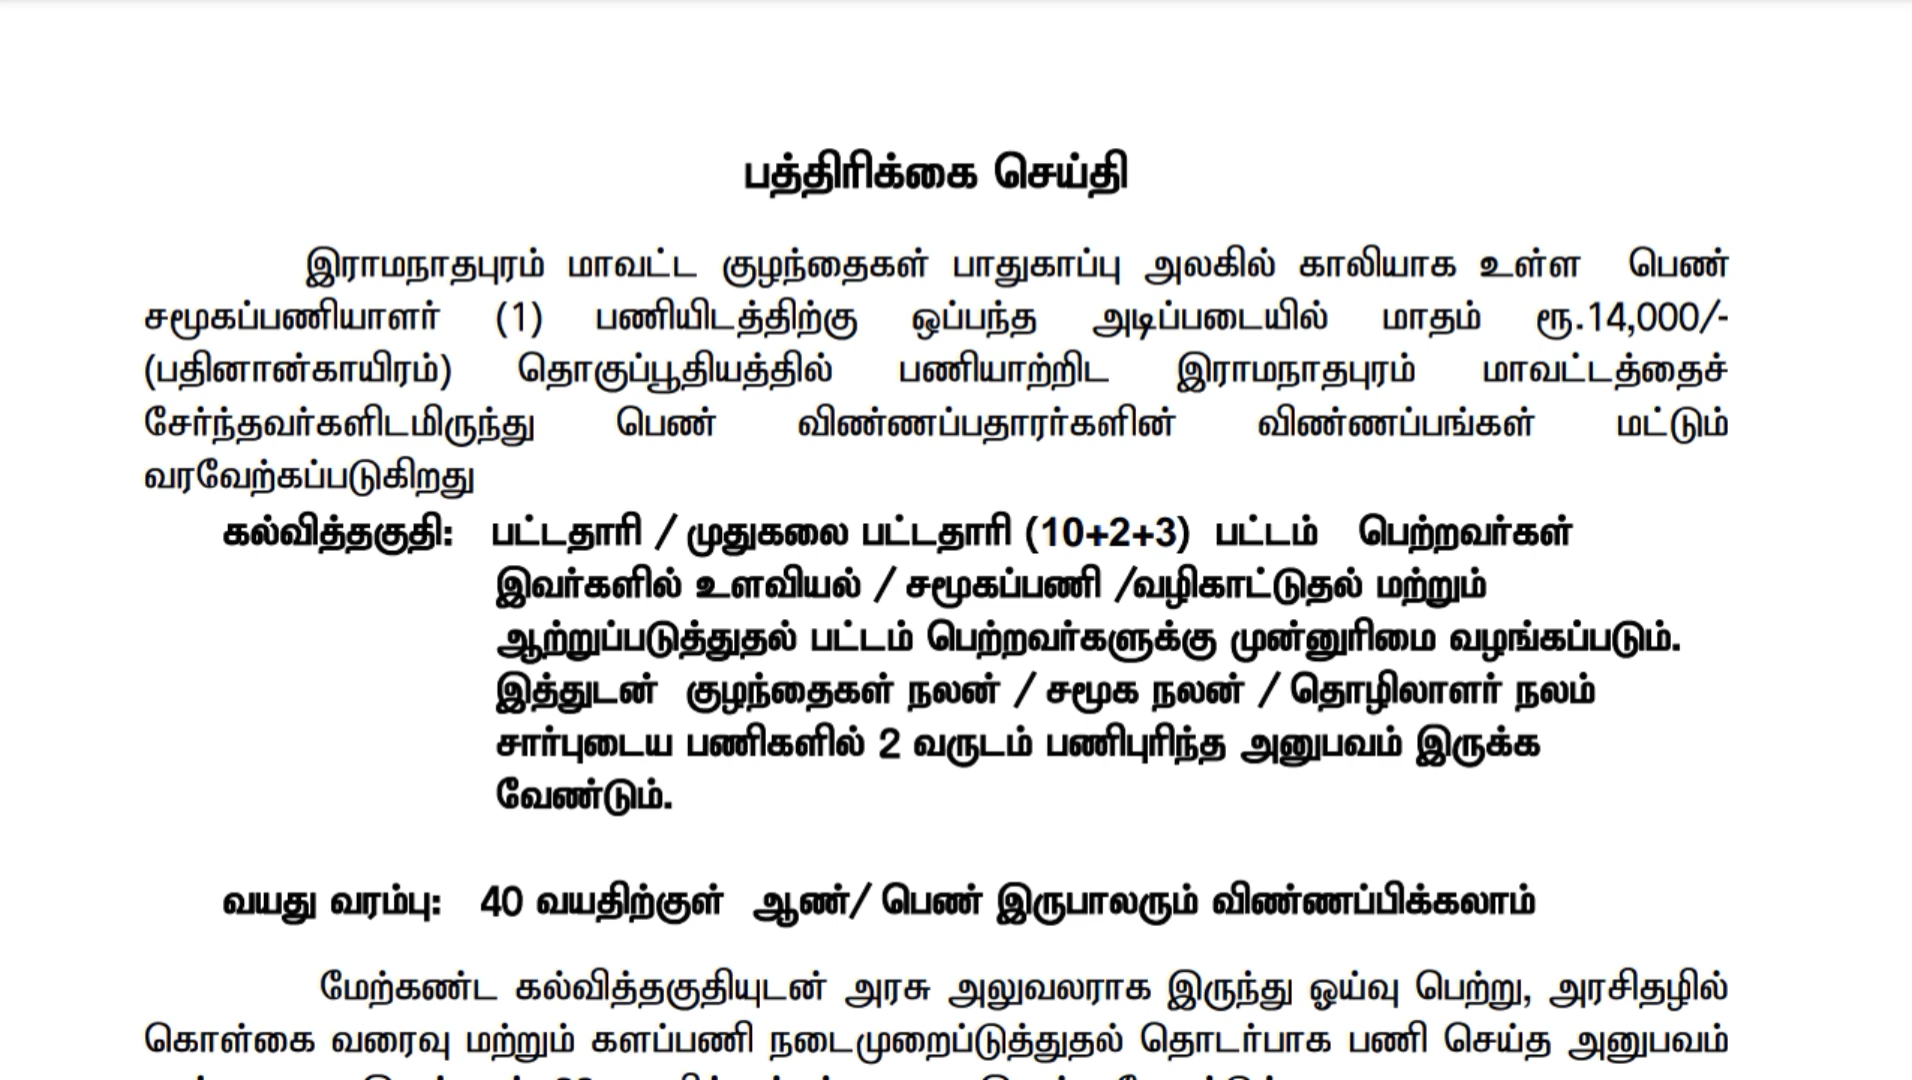 பத்திரிக்கை செய்தி
இராமநாதபுரம் மாவட்ட குழந்தைகள் பாதுகாப்பு அலகில் காலியாக உள்ள பெண்
சமூகப்பணியாளர் (1) பணியிடத்திற்கு ஒப்பந்த அடிப்படையில் மாதம் ரூ.14,000/-
(பதினான்காயிரம்) தொகுப்பூதியத்தில் பணியாற்றிட இராமநாதபுரம் மாவட்டத்தைச்
சேர்ந்தவர்களிடமிருந்து பெண் விண்ணப்பதாரர்களின் விண்ணப்பங்கள் மட்டும்
வரவேற்கப்படுகிறது
கல்வித்தகுதி: பட்டதாரி / முதுகலை பட்டதாரி (10+2+3) பட்டம் பெற்றவர்கள்
இவர்களில் உளவியல் / சமூகப்பணி /வழிகாட்டுதல் மற்றும்
ஆற்றுப்படுத்துதல் பட்டம் பெற்றவர்களுக்கு முன்னுரிமை வழங்கப்படும்.
இத்துடன் குழந்தைகள் நலன் / சமூக நலன் / தொழிலாளர் நலம்
சார்புடைய பணிகளில் 2 வருடம் பணிபுரிந்த அனுபவம் இருக்க
வேண்டும்.
வயது வரம்பு: 40 வயதிற்குள் ஆண்/ பெண் இருபாலரும் விண்ணப்பிக்கலாம்
மேற்கண்ட கல்வித்தகுதியுடன் அரசு அலுவலராக இருந்து ஓய்வு பெற்று, அரசிதழில்
கொள்கை வரைவு மற்றும் களப்பணி நடைமுறைப்டுத்துதல் தொடர்பாக பணி செய்த அனுபவம்